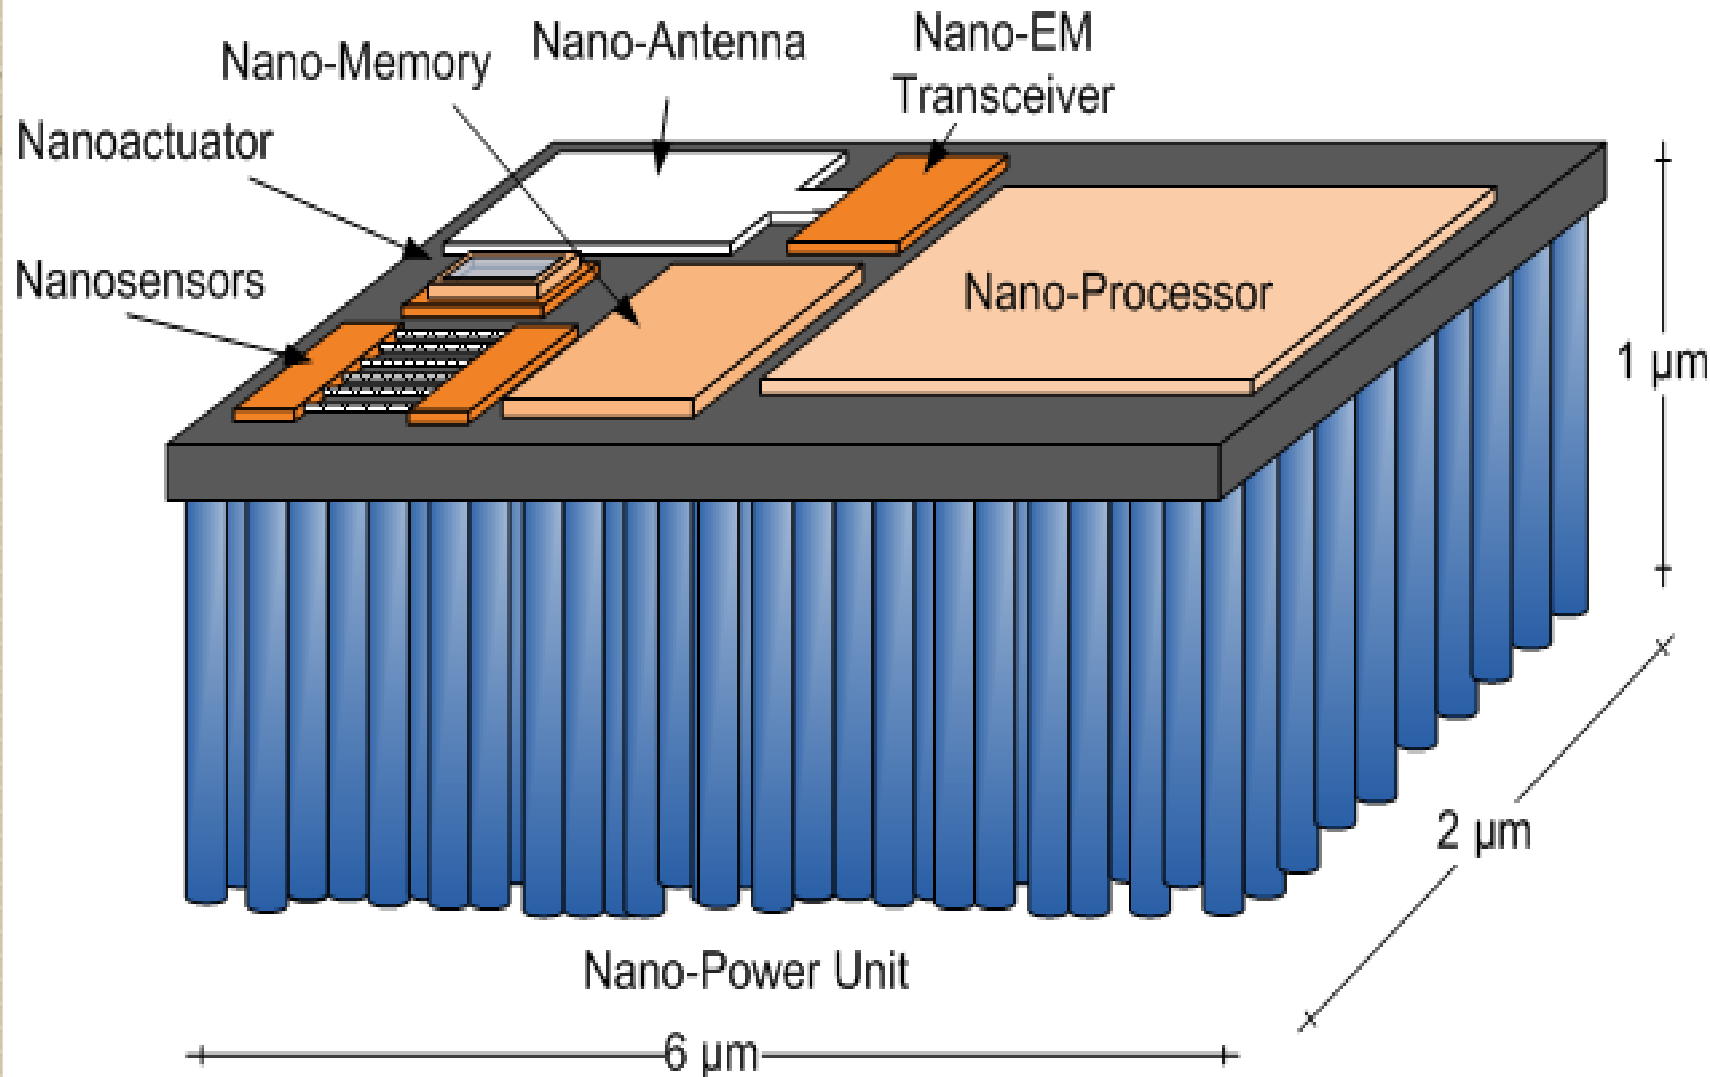 Nano-Antenna
Nano-EM
Transceiver
Nano-Memory
Nanoactuator
Nanosensors
Nano-Processor
1 µm
2 µm
Nano-Power Unit
6 µm